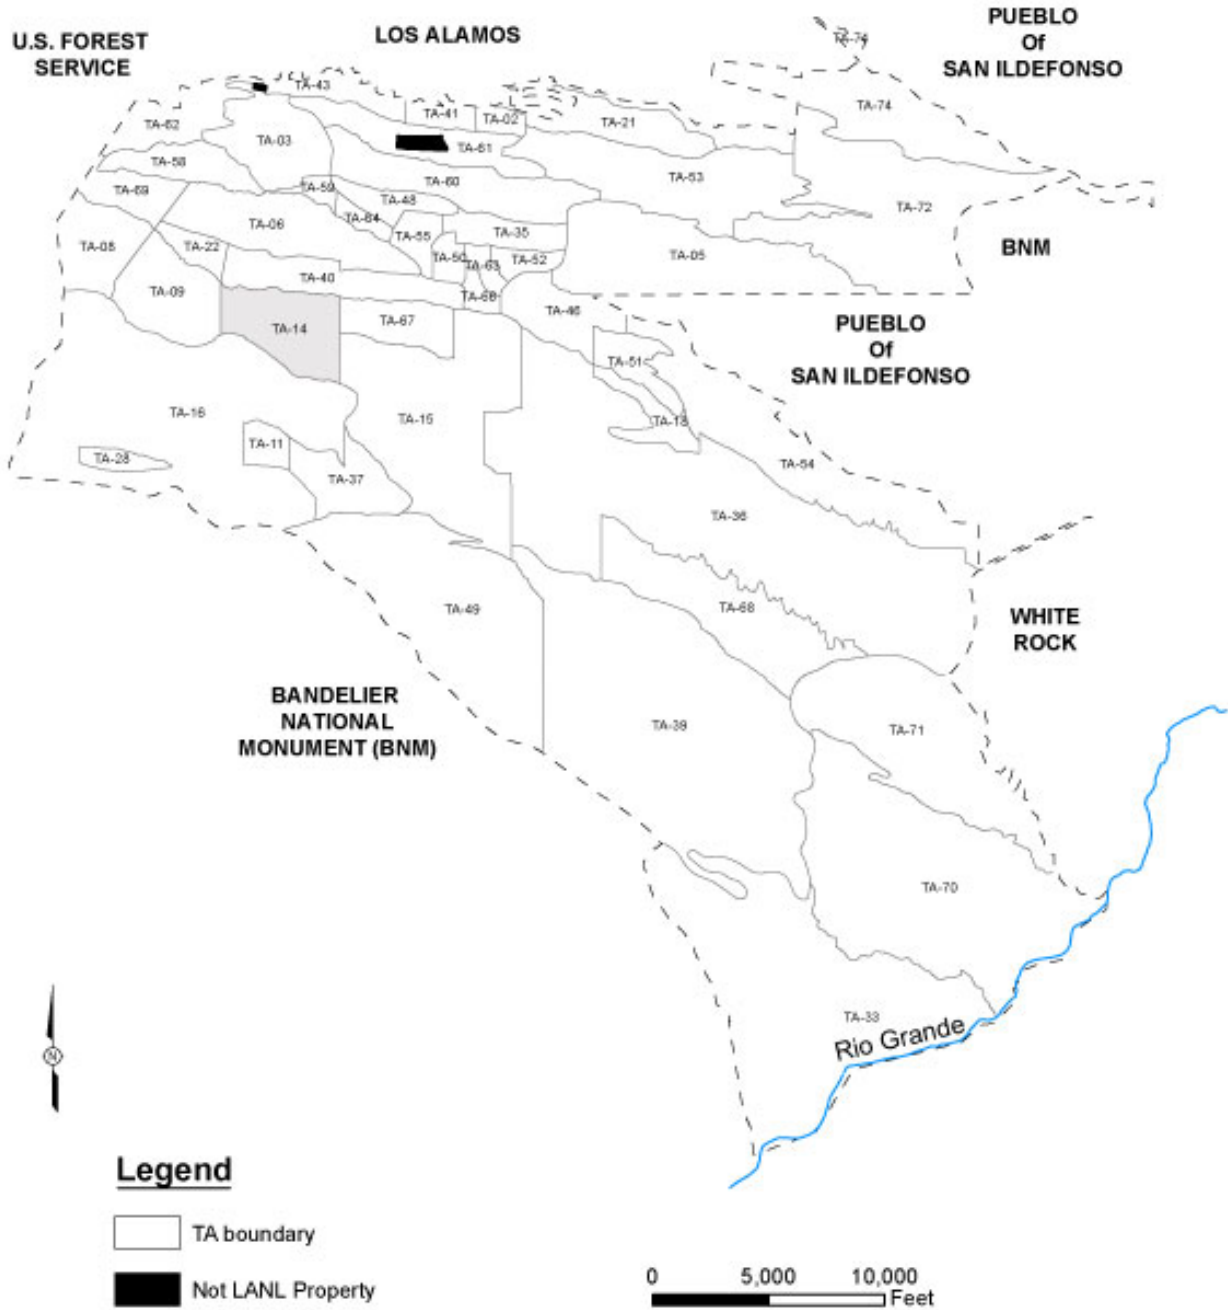 PUEBLO
Of
SAN ILDEFONSO
U.S. FOREST
SERVICE
LOS ALAMOS
TA-74
TA-43
TA-74
TA-62
TA-41
TA-02
TA-21
TA-03
TA-61
TA-58
TA-53
TA-69
TA-59
TA-60
TA-48
TA-72
TA-06
TA-64
TA-55
TA-35
TA-08
TA-22
BNM
TA-50
TA-63
TA-52
TA-05
TA-40
TA-09
TA-66
TA-46
TA-14
TA-67
PUEBLO
Of
SAN ILDEFONSO
TA-51
TA-16
TA-15
TA-18
TA-11
TA-28
TA-37
TA-54
TA-36
TA-49
TA-68
WHITE
ROCK
BANDELIER
NATIONAL
MONUMENT (BNM)
TA-39
TA-71
TA-70
TA-33
Rio Grande
N
Legend
TA boundary
Not LANL Property
0 5,000 10,000
Feet